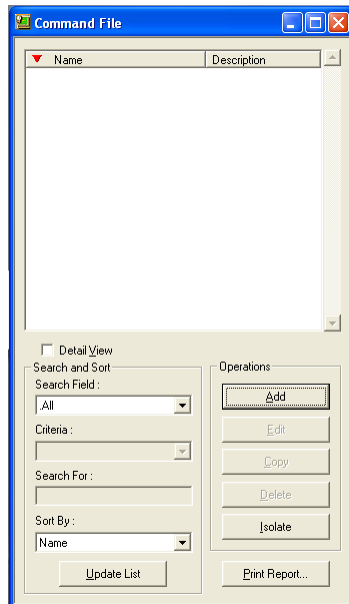 Command File
Name Description
Detail View
Search and Sort
Search Field :
.All
Criteria :
Search For :
Sort By :
Name
Update List
Operations
Add
Edit
Copy
Delete
Isolate
Print Report...